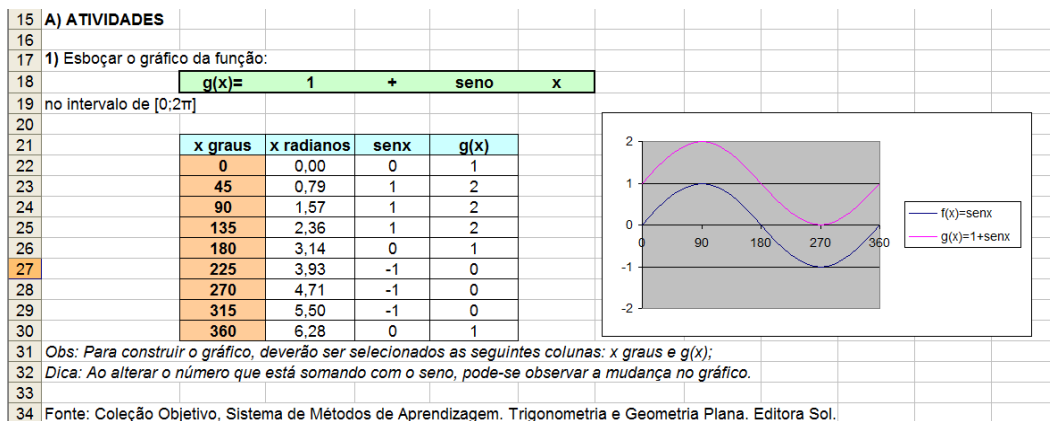 15 A) ATIVIDADES
16
17 1) Esboçar o gráfico da função:
18 g(x)= 1 + seno x
19 no intervalo de [0;2π]
20
21 x graus x radianos senx g(x)
22 0 0,00 0 1
23 45 0,79 1 2
24 90 1,57 1 2
25 135 2,36 1 2
26 180 3,14 0 1
27 225 3,93 -1 0
28 270 4,71 -1 0
29 315 5,50 -1 0
30 360 6,28 0 1
2
1
0
-1
-2
0 90 180 270 360
f(x)=senx
g(x)=1+senx
31 Obs: Para construir o gráfico, deverão ser selecionados as seguintes colunas: x graus e g(x);
32 Dica: Ao alterar o número que está somando com o seno, pode-se observar a mudança no gráfico.
33
34 Fonte: Coleção Objetivo, Sistema de Métodos de Aprendizagem. Trigonometria e Geometria Plana. Editora Sol.